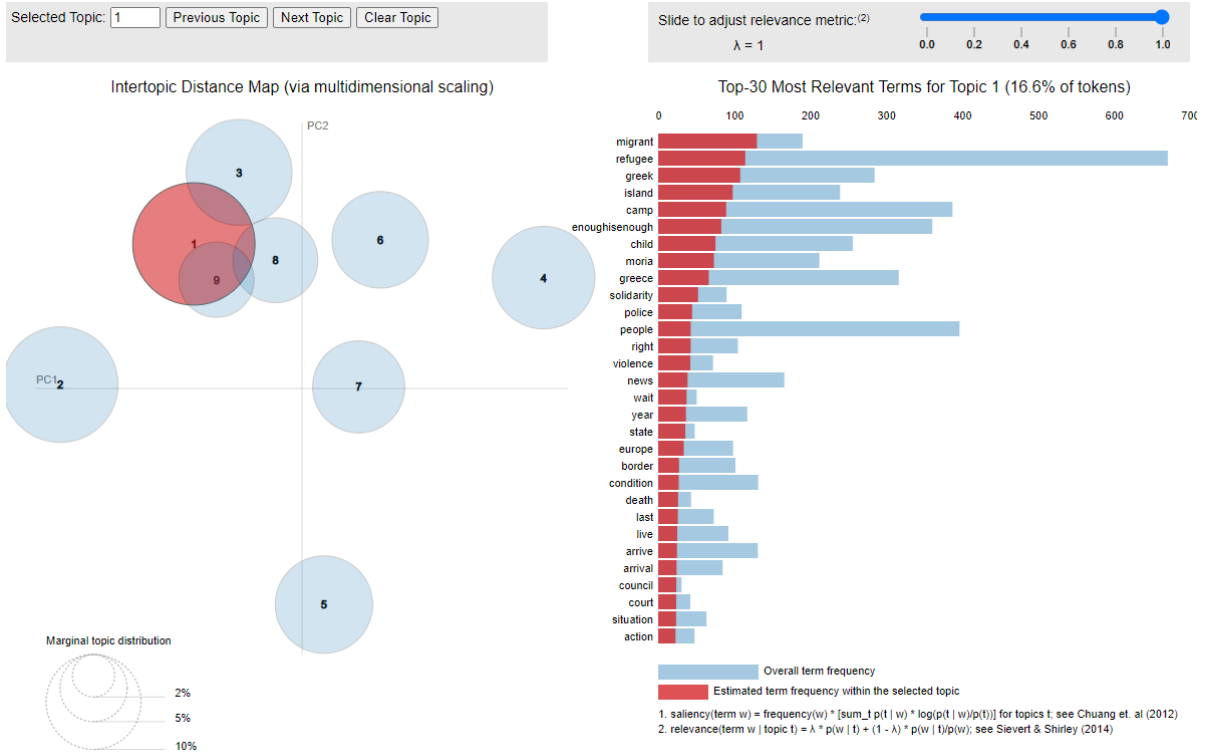 Selected Topic: 1 Previous Topic Next Topic Clear Topic
Slide to adjust relevance metric:(2)
λ = 1
0.0 0.2 0.4 0.6 0.8 1.0
Intertopic Distance Map (via multidimensional scaling)
PC2
3
1
8
6
9
4
PC1
2
7
5
Marginal topic distribution
2%
5%
10%
Top-30 Most Relevant Terms for Topic 1 (16.6% of tokens)
0 100 200 300 400 500 600 700
migrant
refugee
greek
island
camp
enoughisenough
child
moria
greece
solidarity
police
people
right
violence
news
wait
year
state
europe
border
condition
death
last
live
arrive
arrival
council
court
situation
action
Overall term frequency
Estimated term frequency within the selected topic
1. saliency(term w) = frequency(w) * [sum_t p(t | w) * log(p(t | w)/p(t))] for topics t; see Chuang et. al (2012)
2. relevance(term w | topic t) = λ * p(w | t) + (1 - λ) * p(w | t)/p(w); see Sievert & Shirley (2014)